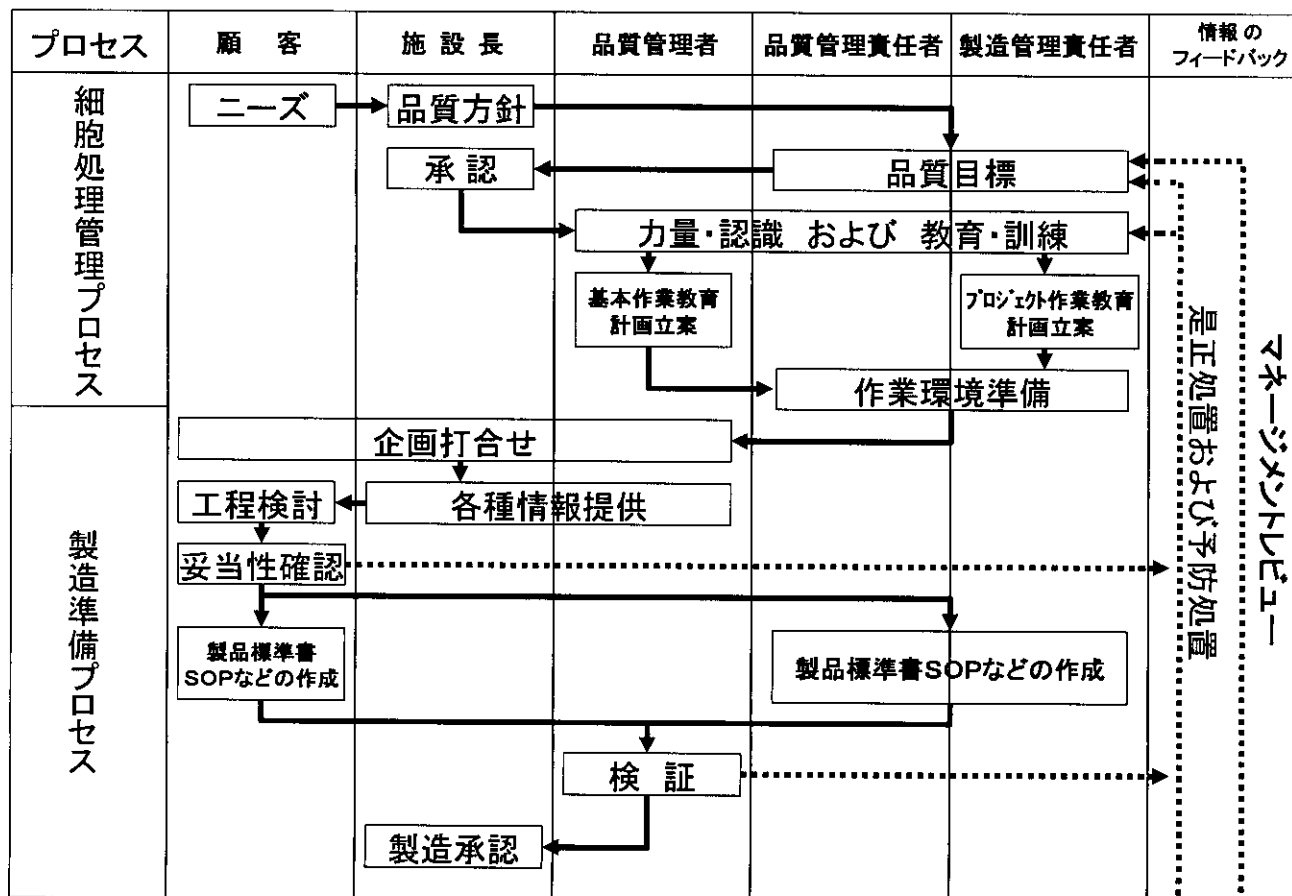 プロセス
顧 客
施 設 長
品質管理者
品質管理責任者
製造管理責任者
情報の
フィードバック
細胞処理管理プロセス
ニーズ
品質方針
承 認
品質目標
力量・認識 および 教育・訓練
基本作業教育
計画立案
プロジェクト作業教育
計画立案
作業環境準備
製造準備プロセス
企画打合せ
工程検討
各種情報提供
妥当性確認
製品標準書
SOPなどの作成
製品標準書SOPなどの作成
検 証
製造承認
是正処置および予防処置
マネージメントレビュー